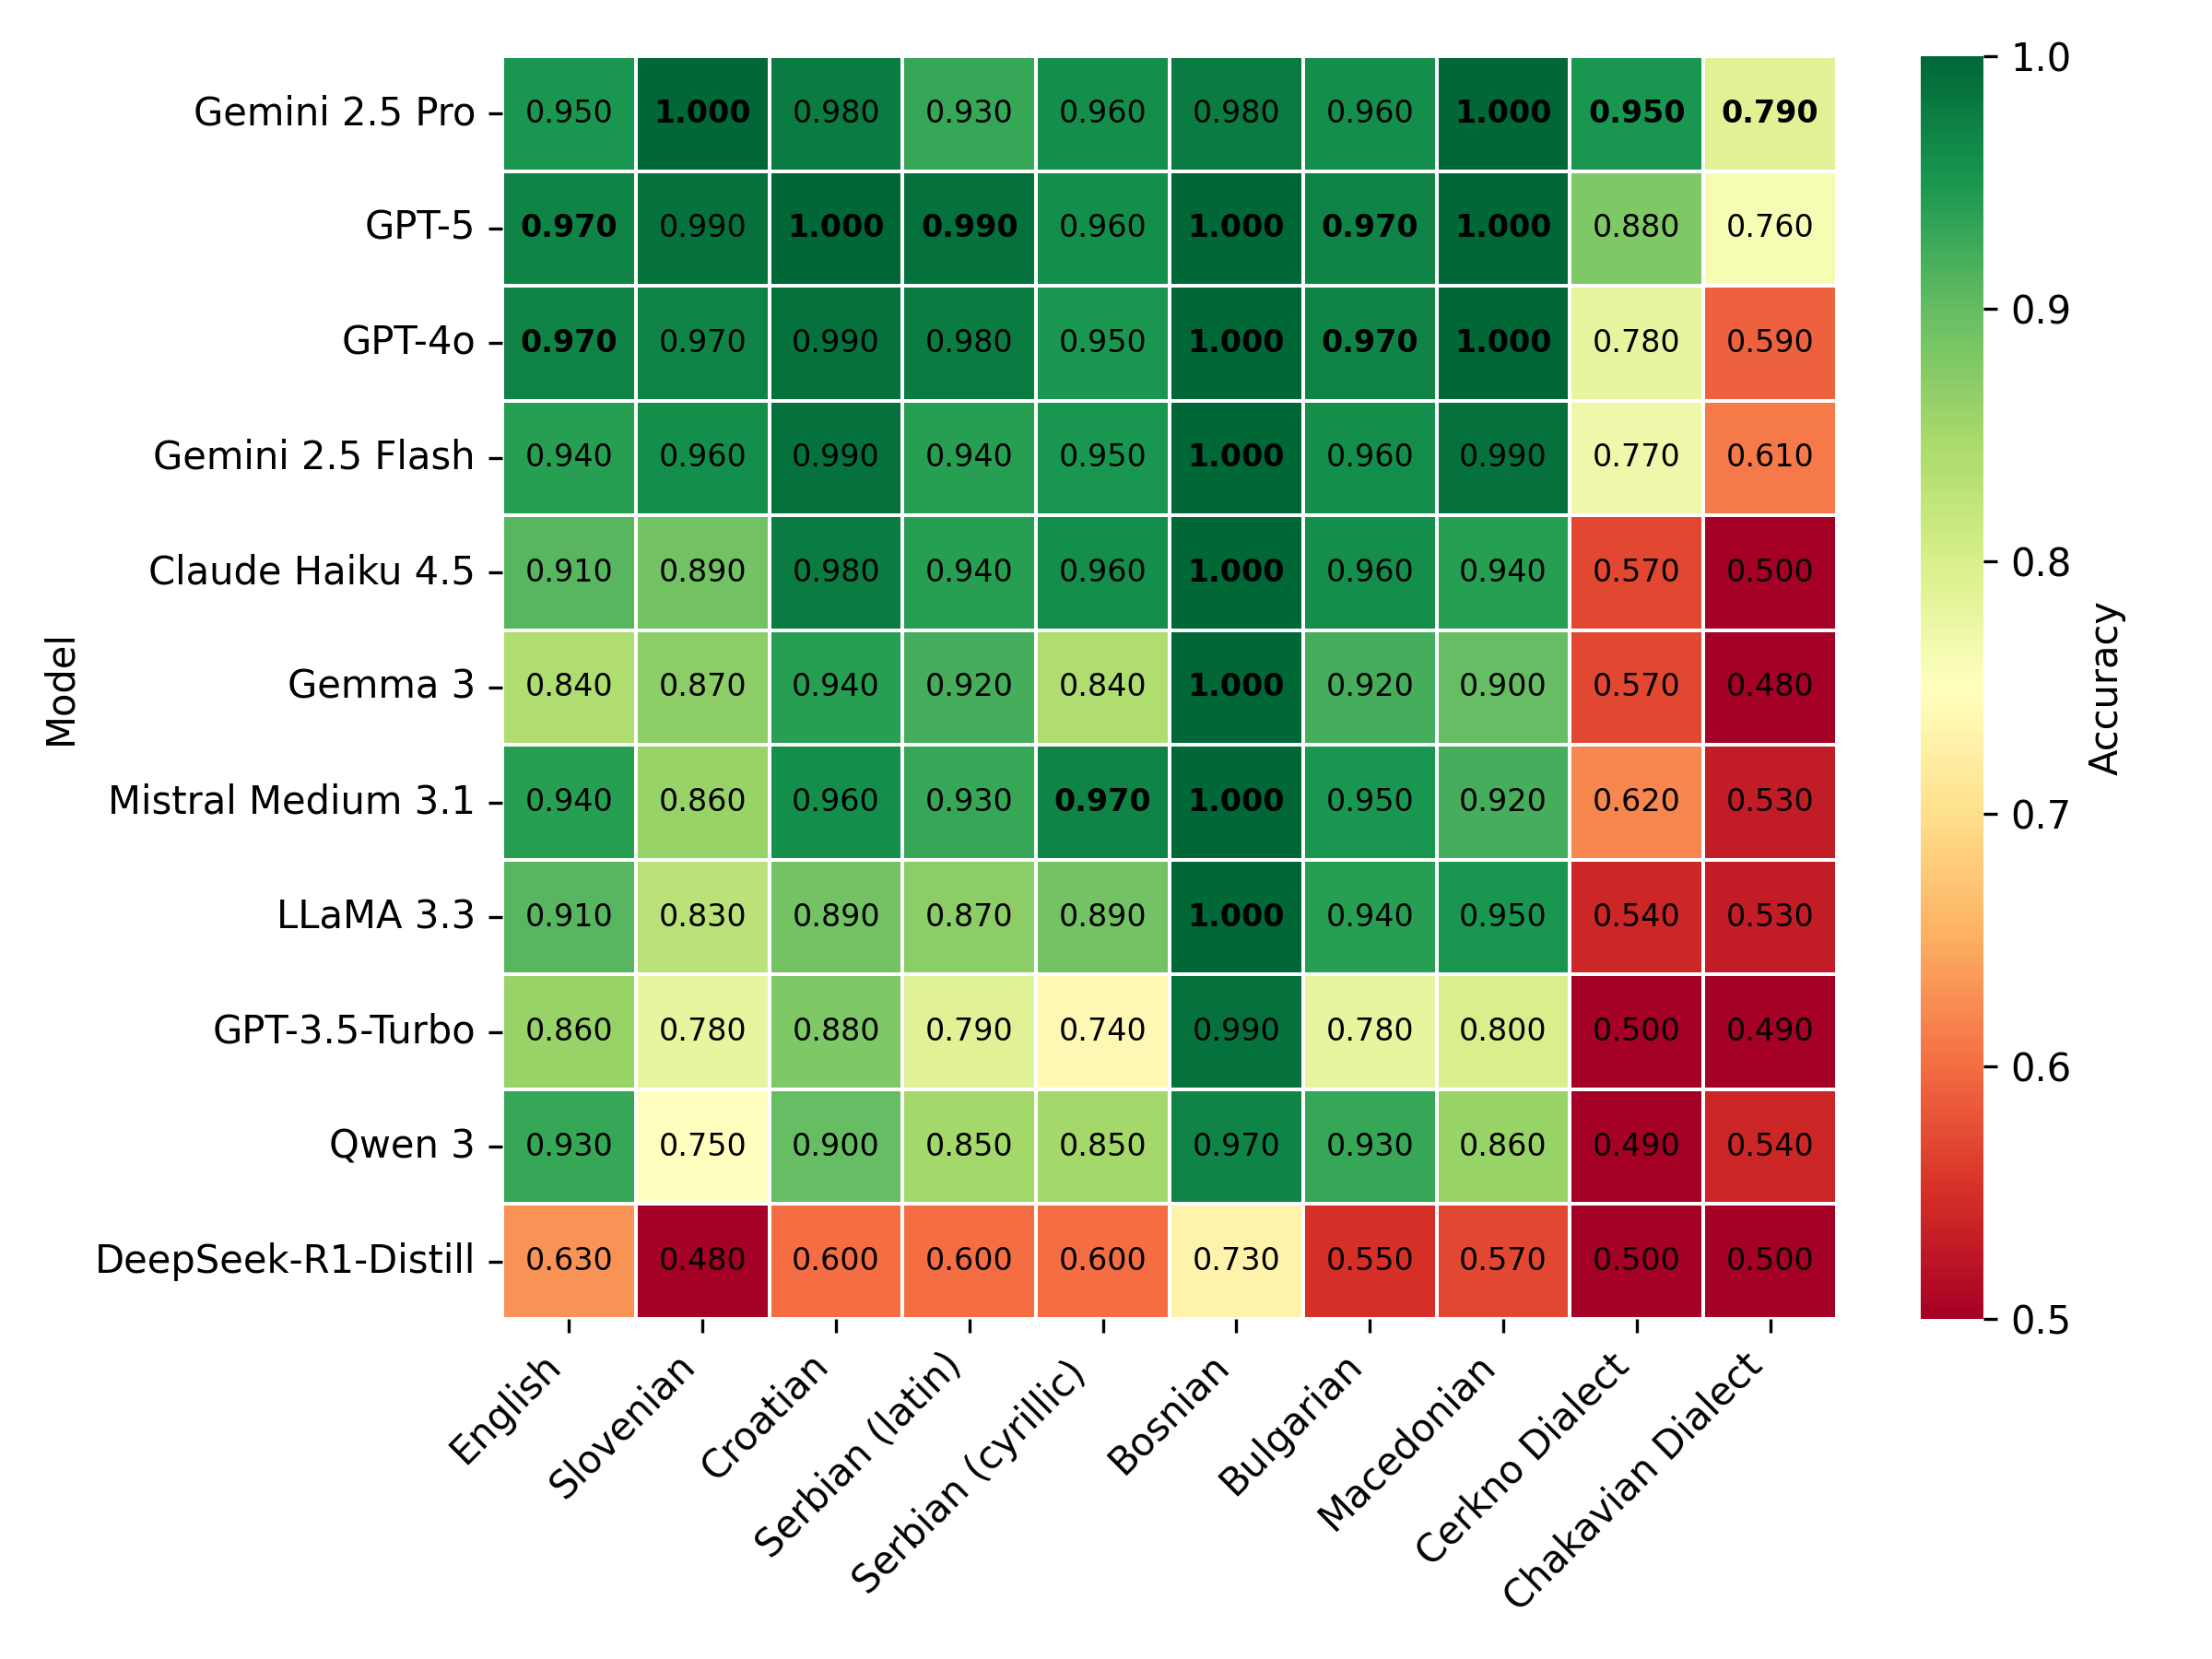 Gemini 2.5 Pro 0.950 1.000 0.980 0.930 0.960 0.980 0.960 1.000 0.950 0.790
GPT-5 0.970 0.990 1.000 0.990 0.960 1.000 0.970 1.000 0.880 0.760
GPT-4o 0.970 0.970 0.990 0.980 0.950 1.000 0.970 1.000 0.780 0.590
Gemini 2.5 Flash 0.940 0.960 0.990 0.940 0.950 1.000 0.960 0.990 0.770 0.610
Claude Haiku 4.5 0.910 0.890 0.980 0.940 0.960 1.000 0.960 0.940 0.570 0.500
Gemma 3 0.840 0.870 0.940 0.920 0.840 1.000 0.920 0.900 0.570 0.480
Mistral Medium 3.1 0.940 0.860 0.960 0.930 0.970 1.000 0.950 0.920 0.620 0.530
LLaMA 3.3 0.910 0.830 0.890 0.870 0.890 1.000 0.940 0.950 0.540 0.530
GPT-3.5-Turbo 0.860 0.780 0.880 0.790 0.740 0.990 0.780 0.800 0.500 0.490
Qwen 3 0.930 0.750 0.900 0.850 0.850 0.970 0.930 0.860 0.490 0.540
DeepSeek-R1-Distill 0.630 0.480 0.600 0.600 0.600 0.730 0.550 0.570 0.500 0.500
English
Slovenian
Croatian
Serbian (latin)
Serbian (cyrillic)
Bosnian
Bulgarian
Macedonian
Cerkno Dialect
Chakavian Dialect
Model
1.0
0.9
0.8
0.7
0.6
0.5
Accuracy